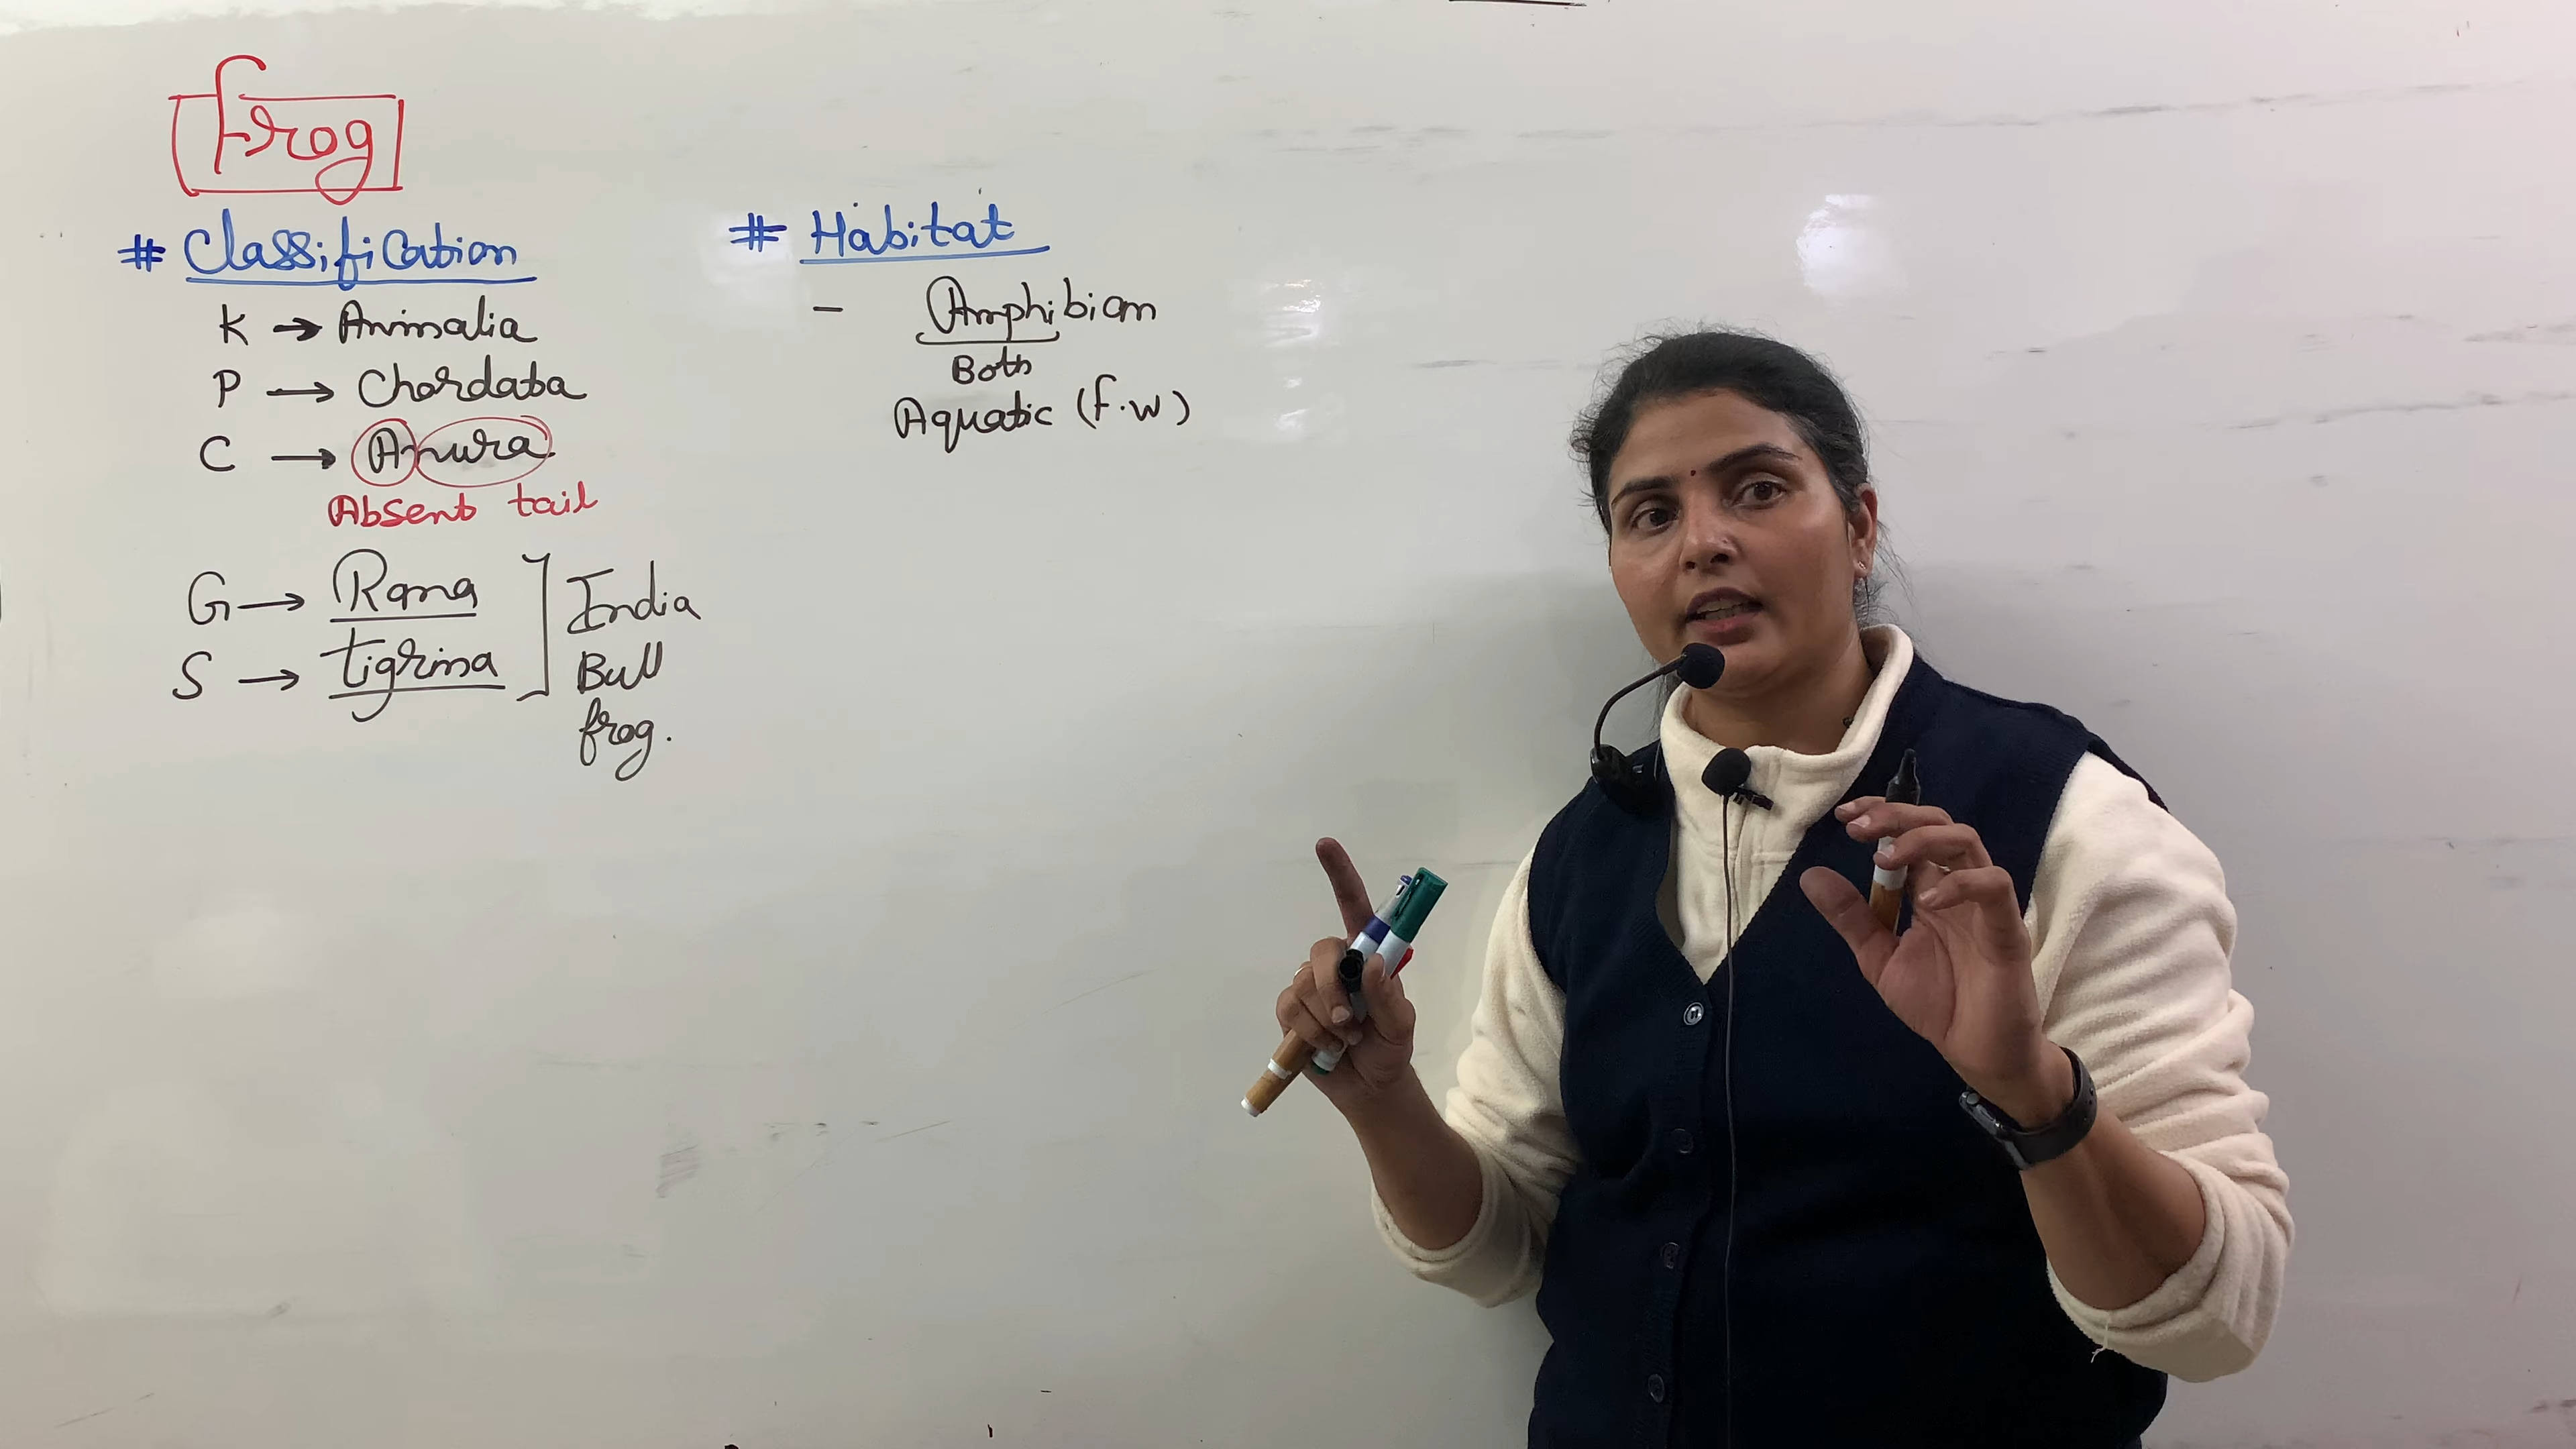 Frog
# Classification
K → Animalia
P → Chordata
C → Anura
Absent tail
G → Rana
S → tigrina
India
Bull
frog.
# Habitat
- Amphibian
Both
Aquatic (f.w)